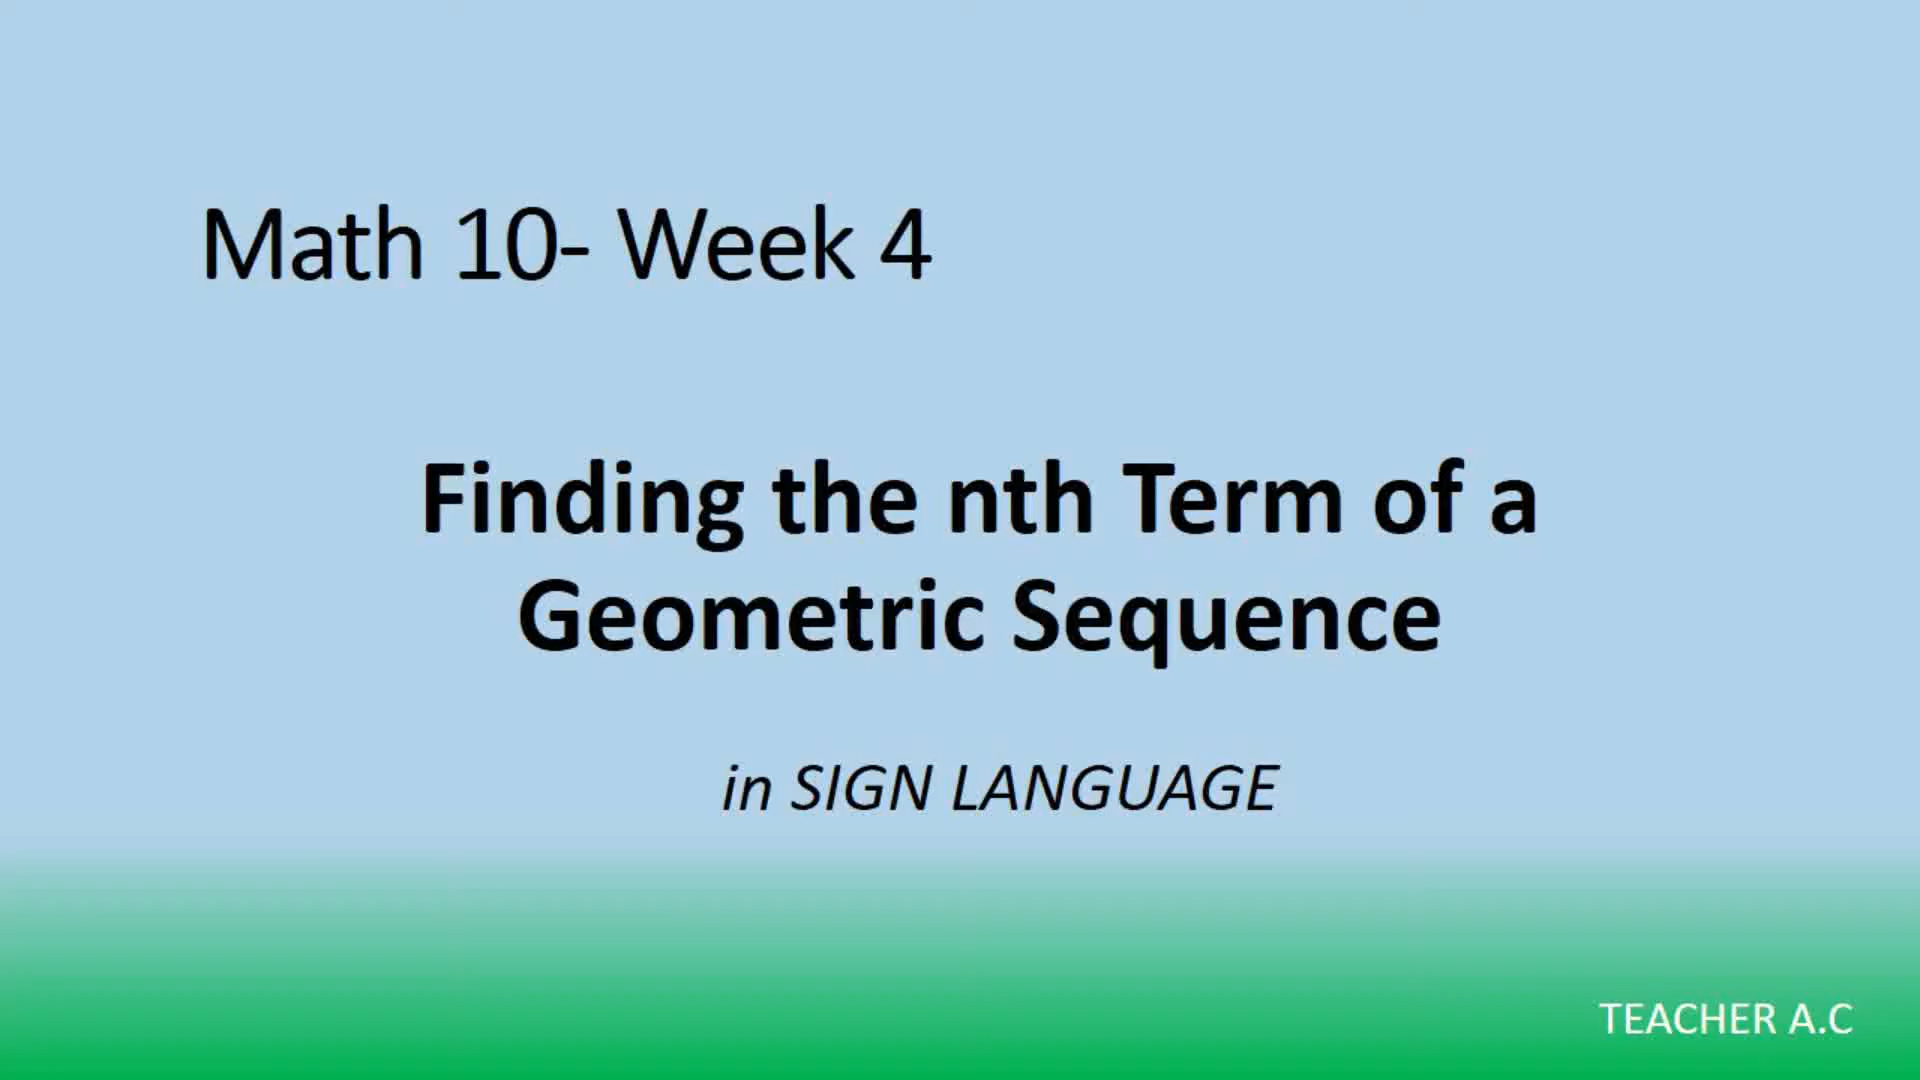 Math 10- Week 4
Finding the nth Term of a
Geometric Sequence
in SIGN LANGUAGE
TEACHER A.C